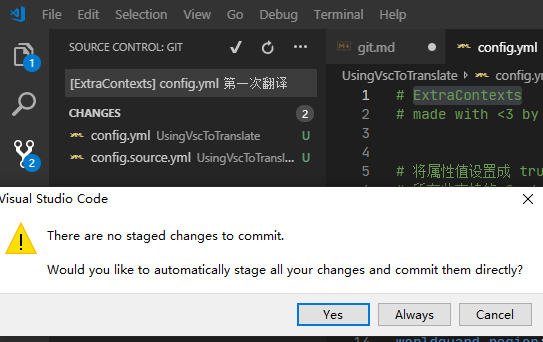 File Edit View Go Debug Terminal Help
SOURCE CONTROL: GIT
git.md
config.yml
[ExtraContexts] config.yml 第一次翻译
UsingVscToTranslate
config.ym
CHANGES
2
config.yml UsingVscToTranslate U
config.source.yml UsingVscToTransl... U
1
2
1 # ExtraContexts
2 # made with <3 by
3
4 # 将属性值设置成 tru
Visual Studio Code
There are no staged changes to commit.
Would you like to automatically stage all your changes and commit them directly?
Yes
Always
Cancel